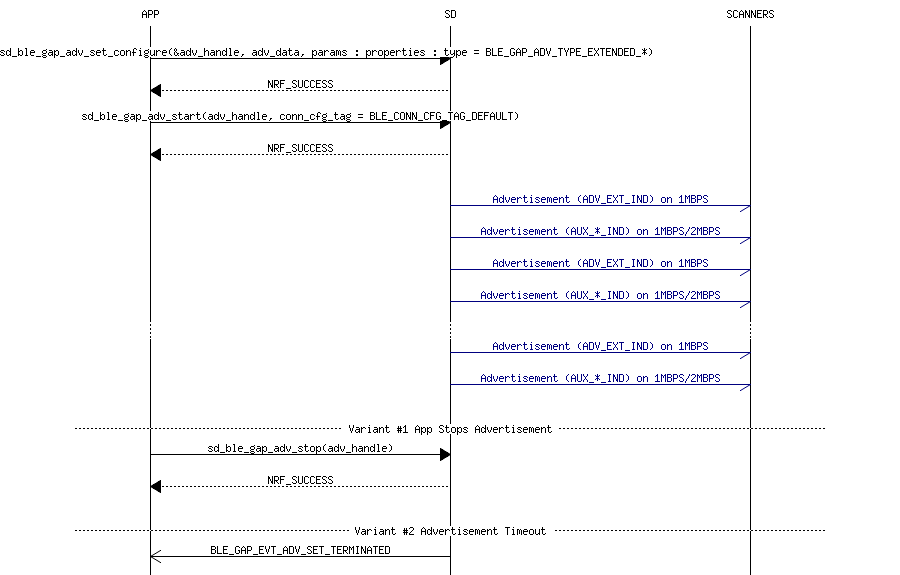 APP SD SCANNERS
sd_ble_gap_adv_set_configure(&adv_handle, adv_data, params : properties : type = BLE_GAP_ADV_TYPE_EXTENDED_*)
NRF_SUCCESS
sd_ble_gap_adv_start(adv_handle, conn_cfg_tag = BLE_CONN_CFG_TAG_DEFAULT)
NRF_SUCCESS
Advertisement (ADV_EXT_IND) on 1MBPS
Advertisement (AUX_*_IND) on 1MBPS/2MBPS
Advertisement (ADV_EXT_IND) on 1MBPS
Advertisement (AUX_*_IND) on 1MBPS/2MBPS
Advertisement (ADV_EXT_IND) on 1MBPS
Advertisement (AUX_*_IND) on 1MBPS/2MBPS
Variant #1 App Stops Advertisement
sd_ble_gap_adv_stop(adv_handle)
NRF_SUCCESS
Variant #2 Advertisement Timeout
BLE_GAP_EVT_ADV_SET_TERMINATED